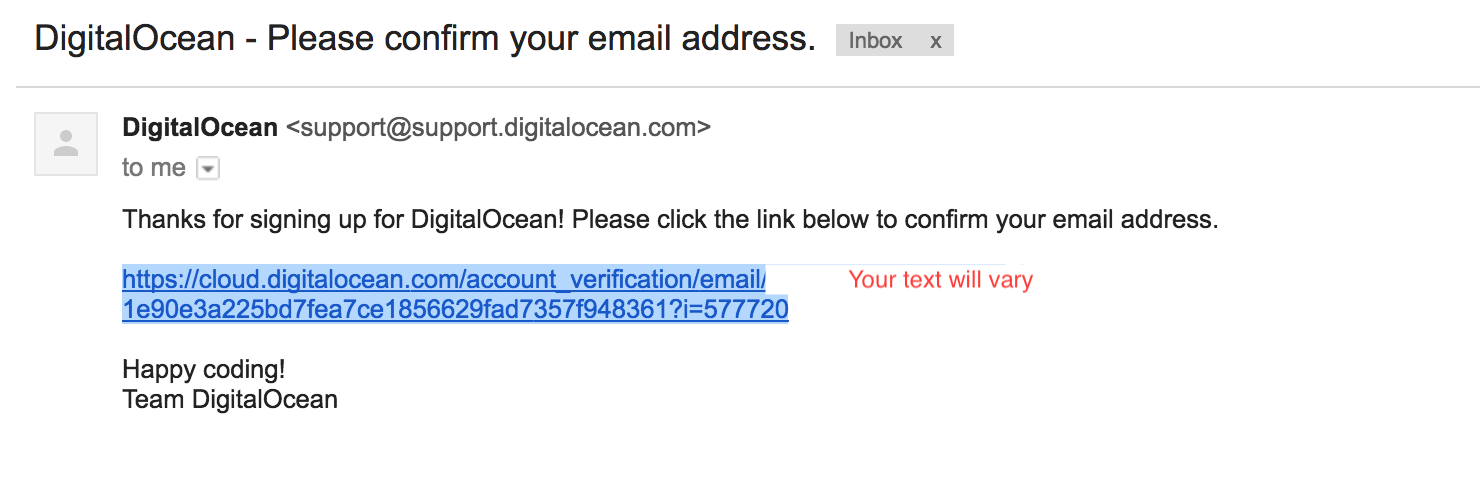 DigitalOcean - Please confirm your email address. Inbox x
DigitalOcean <support@support.digitalocean.com>
to me
Thanks for signing up for DigitalOcean! Please click the link below to confirm your email address.
https://cloud.digitalocean.com/account_verification/email/ Your text will vary
1e90e3a225bd7fea7ce1856629fad7357f948361?i=577720
Happy coding!
Team DigitalOcean